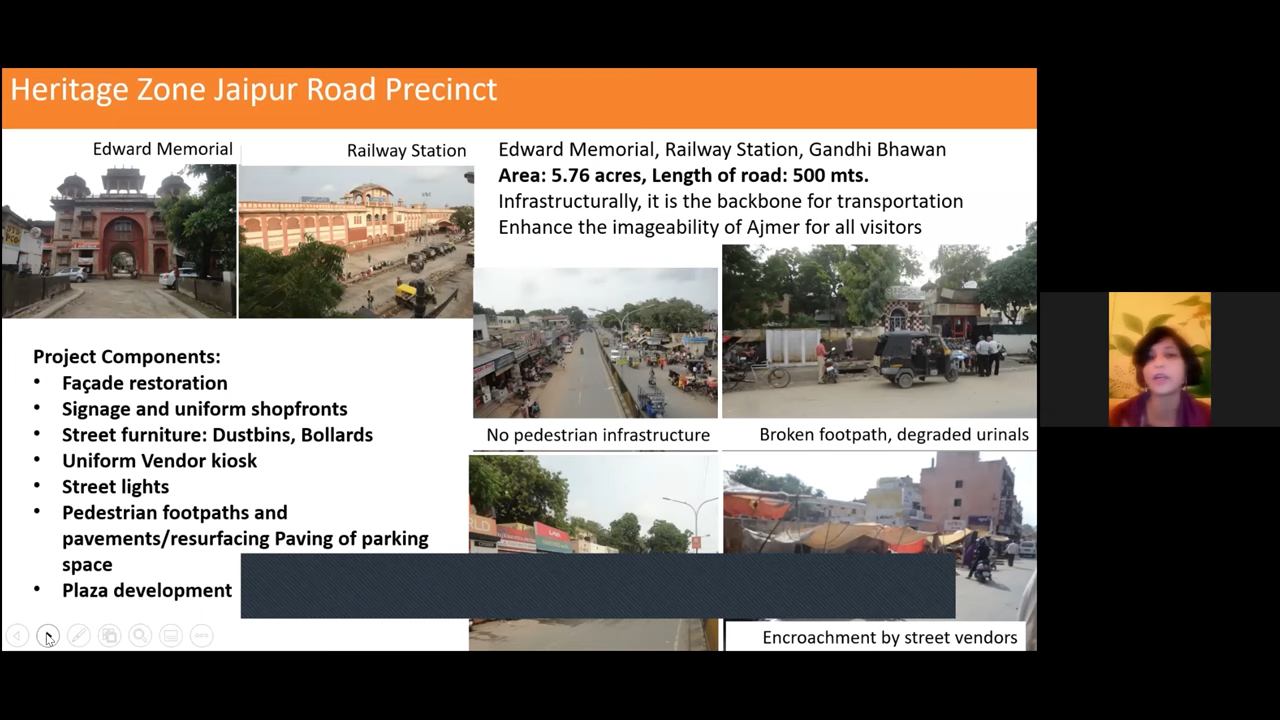 Heritage Zone Jaipur Road Precinct
Edward Memorial
Railway Station
Edward Memorial, Railway Station, Gandhi Bhawan
Area: 5.76 acres, Length of road: 500 mts.
Infrastructurally, it is the backbone for transportation
Enhance the imageability of Ajmer for all visitors
No pedestrian infrastructure
Broken footpath, degraded urinals
Project Components:
• Façade restoration
• Signage and uniform shopfronts
• Street furniture: Dustbins, Bollards
• Uniform Vendor kiosk
• Street lights
• Pedestrian footpaths and
pavements/resurfacing Paving of parking
space
• Plaza development
Encroachment by street vendors